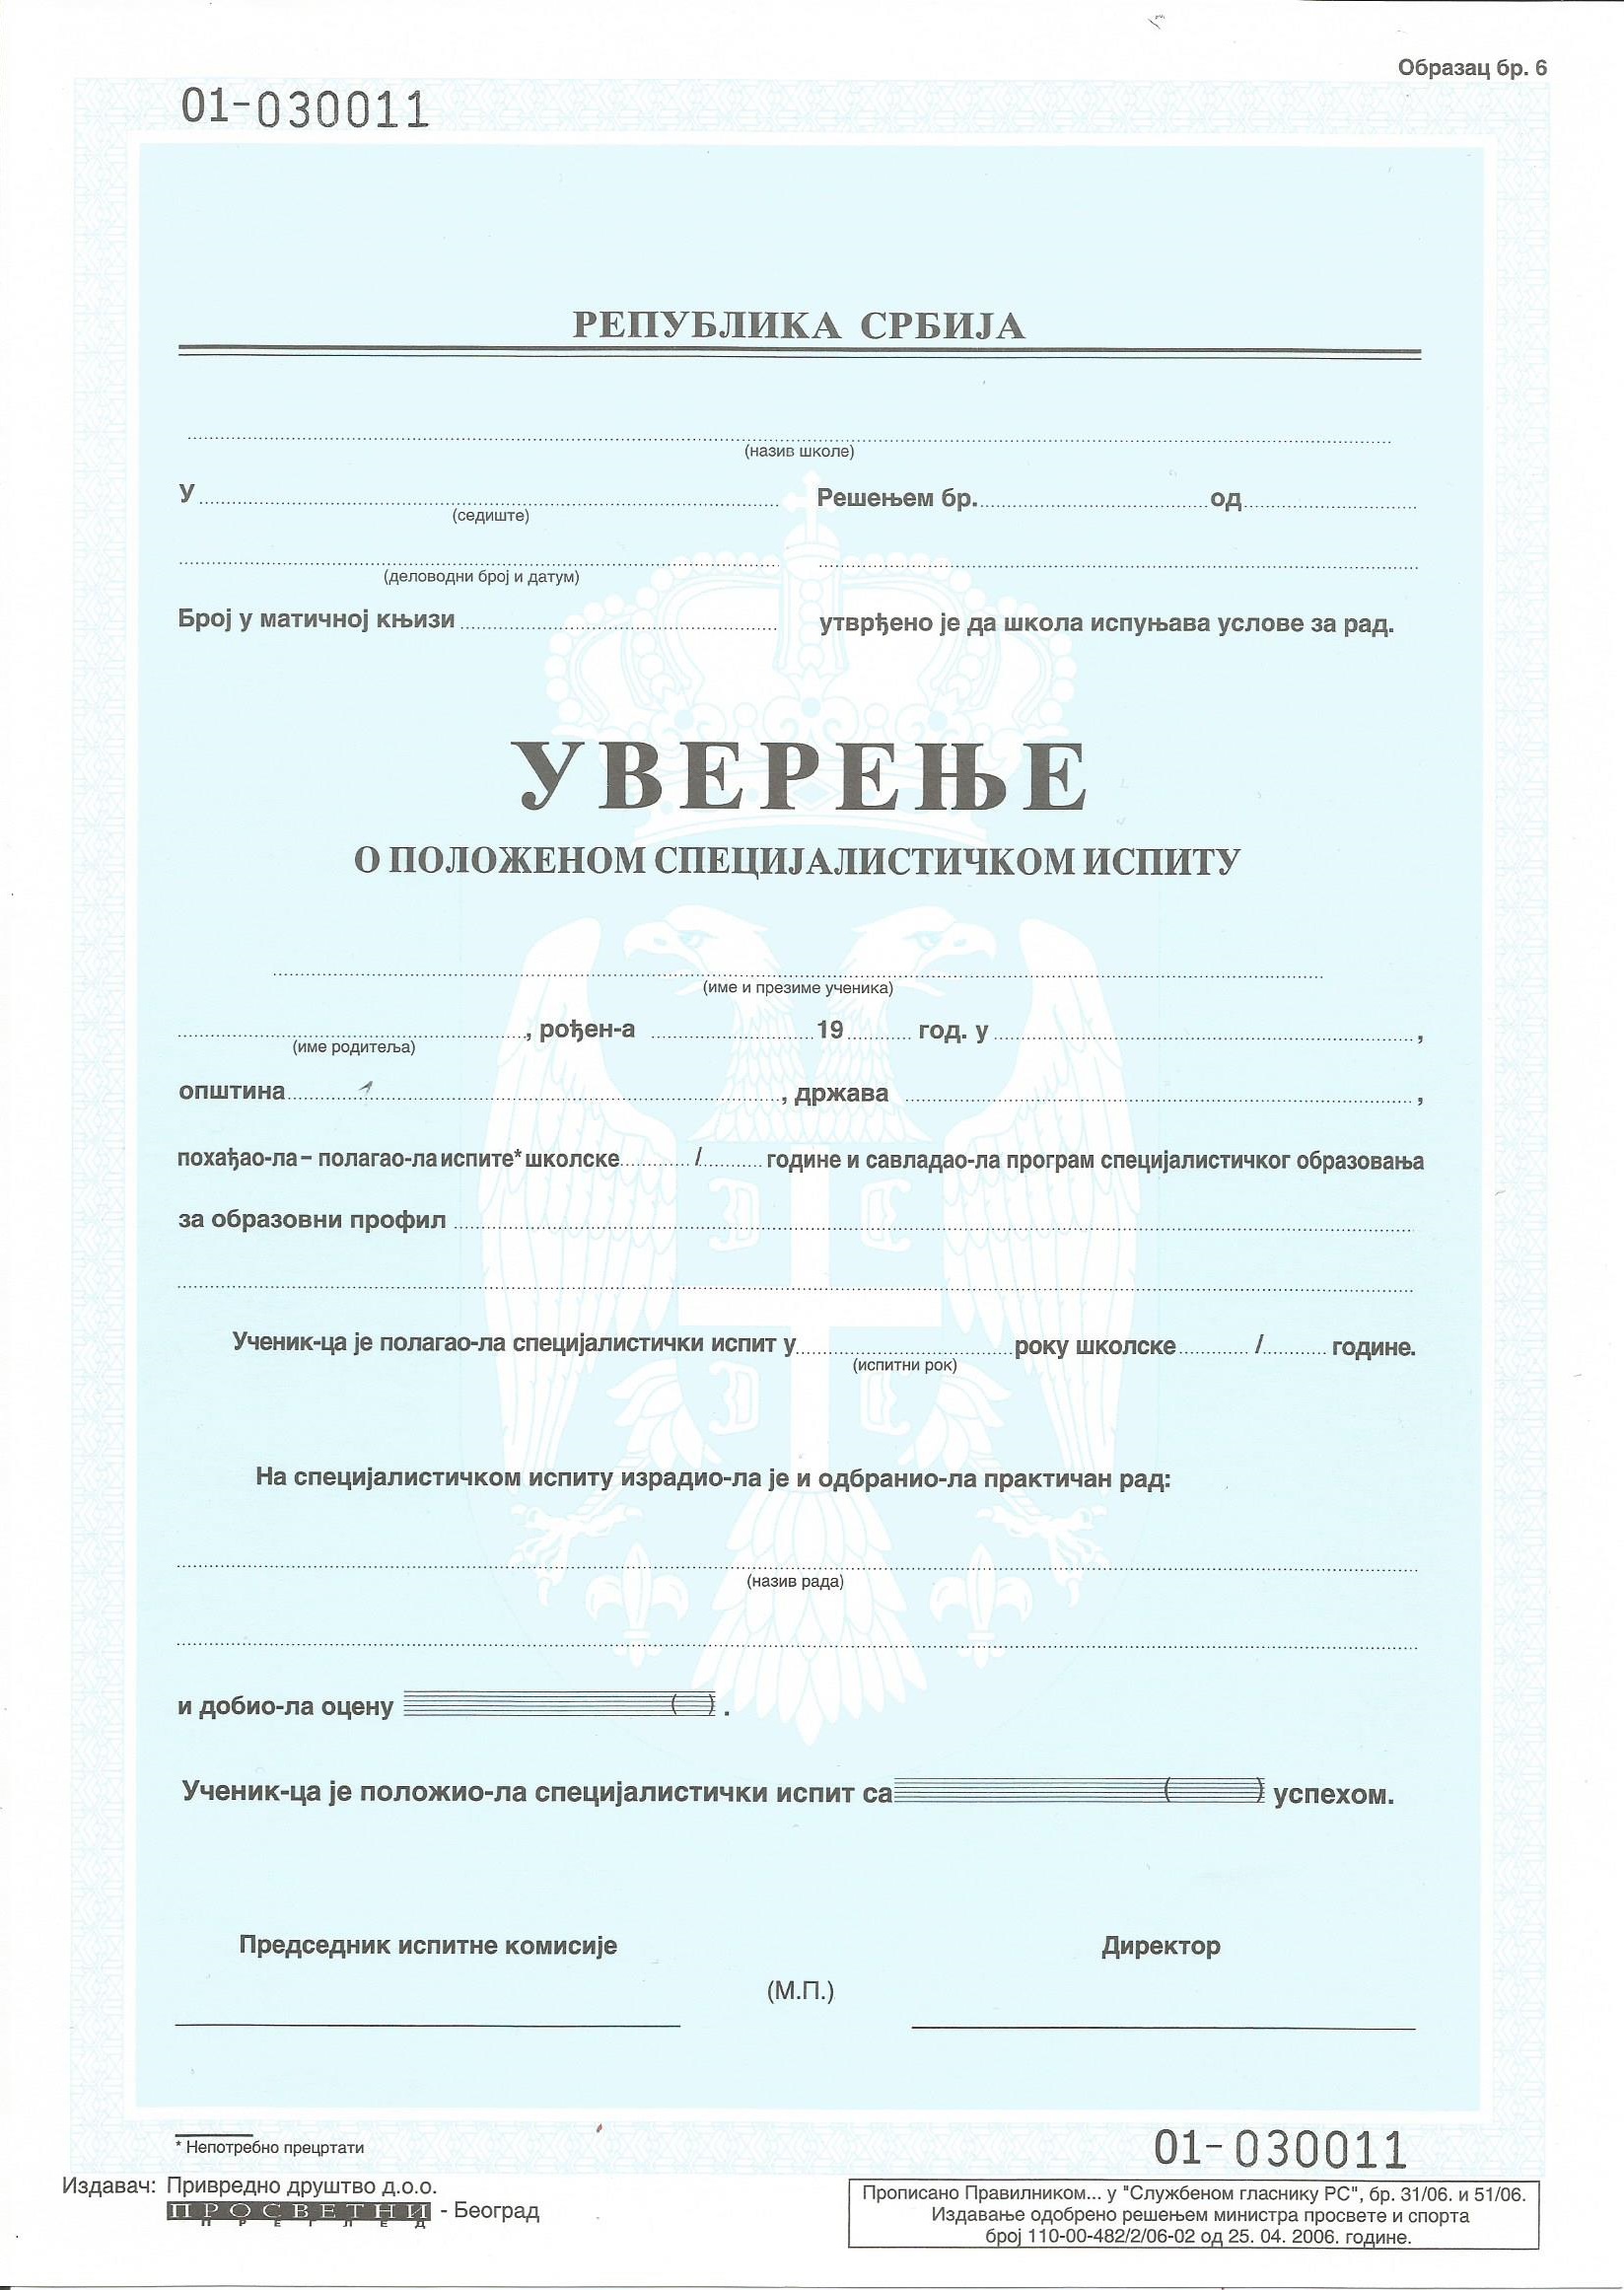 Образац бр. 6
01-030011
РЕПУБЛИКА СРБИЈА
(назив школе)
У (седиште) Решењем бр. од
(деловодни број и датум)
Број у матичној књизи утврђено је да школа испуњава услове за рад.
УВЕРЕЊЕ
О ПОЛОЖЕНОМ СПЕЦИЈАЛИСТИЧКОМ ИСПИТУ
(име и презиме ученика)
, рођен-а 19 год. у ,
(име родитеља)
општина , држава ,
похађао-ла – полагао-ла испите* школске / године и савладао-ла програм специјалистичког образовања
за образовни профил
Ученик-ца је полагао-ла специјалистички испит у року школске / године.
(испитни рок)
На специјалистичком испиту израдио-ла је и одбранио-ла практичан рад:
(назив рада)
и добио-ла оцену ( ) .
Ученик-ца је положио-ла специјалистички испит са ( ) успехом.
Председник испитне комисије Директор
(М.П.)
* Непотребно прецртати
01-030011
Издавач: Привредно друштво д.о.о.
ПРОСВЕТНИ - Београд
ПРЕГЛЕД
Прописано Правилником... у "Службеном гласнику РС", бр. 31/06. и 51/06.
Издавање одобрено решењем министра просвете и спорта
број 110-00-482/2/06-02 од 25. 04. 2006. године.